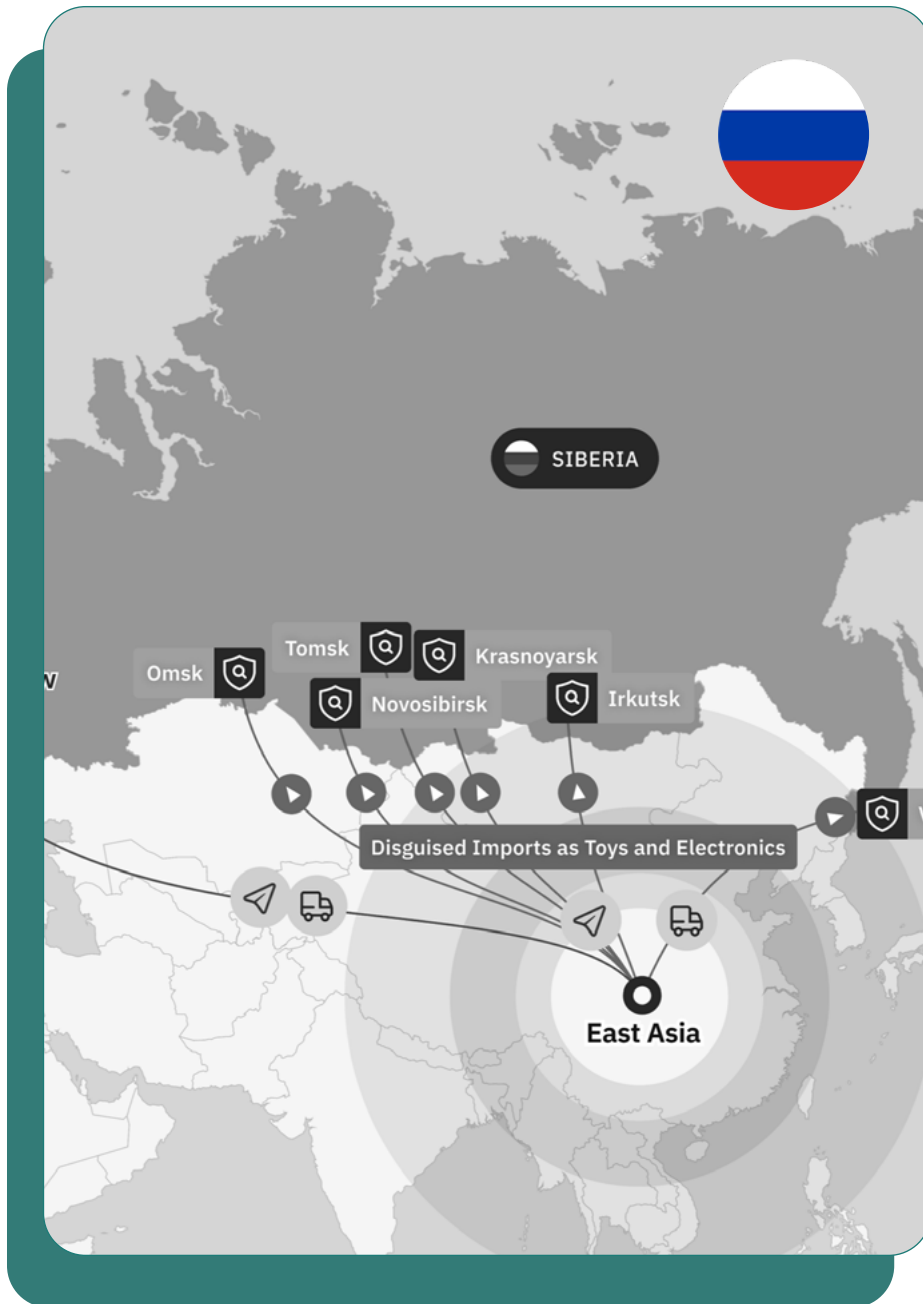 SIBERIA
Tomsk
Krasnoyarsk
Omsk
Novosibirsk
Irkutsk
Disguised Imports as Toys and Electronics
East Asia